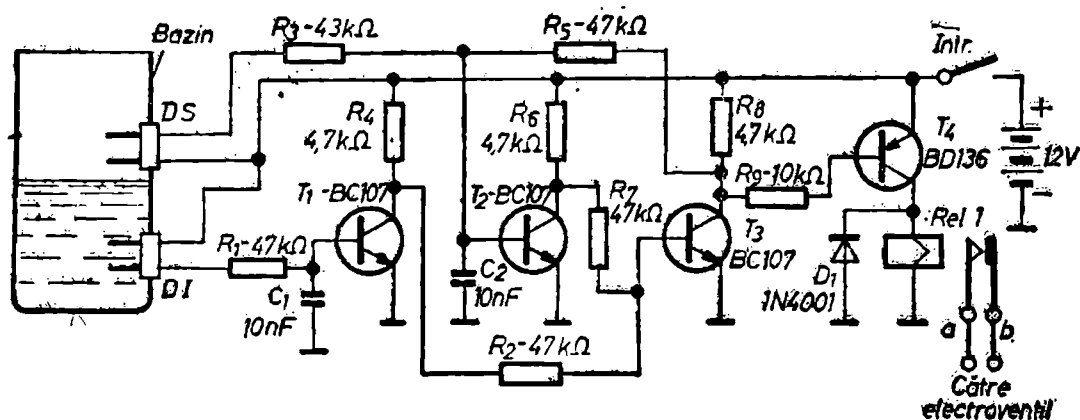 Bazin
R3-43kΩ
R5-47kΩ
Intr.
DS
R4
4,7kΩ
R6
4,7kΩ
R8
4,7kΩ
T4
BD136
+
12V
-
T1-BC107
T2-BC107
R7
47kΩ
R9-10kΩ
T3
BC107
Rel 1
DI
R1-47kΩ
C1
10nF
C2
10nF
D1
1N4001
R2-47kΩ
a
b
Către
electroventil